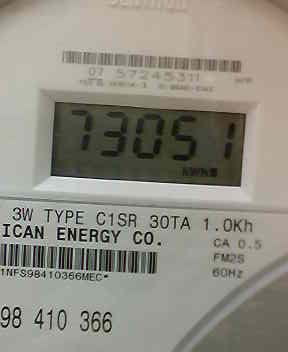 07 57245311
73051
KWH
3W TYPE C1SR 30TA 1.0Kh
ICAN ENERGY CO.
CA 0.5
FM2S
60Hz
1NFS98410366MEC*
98 410 366